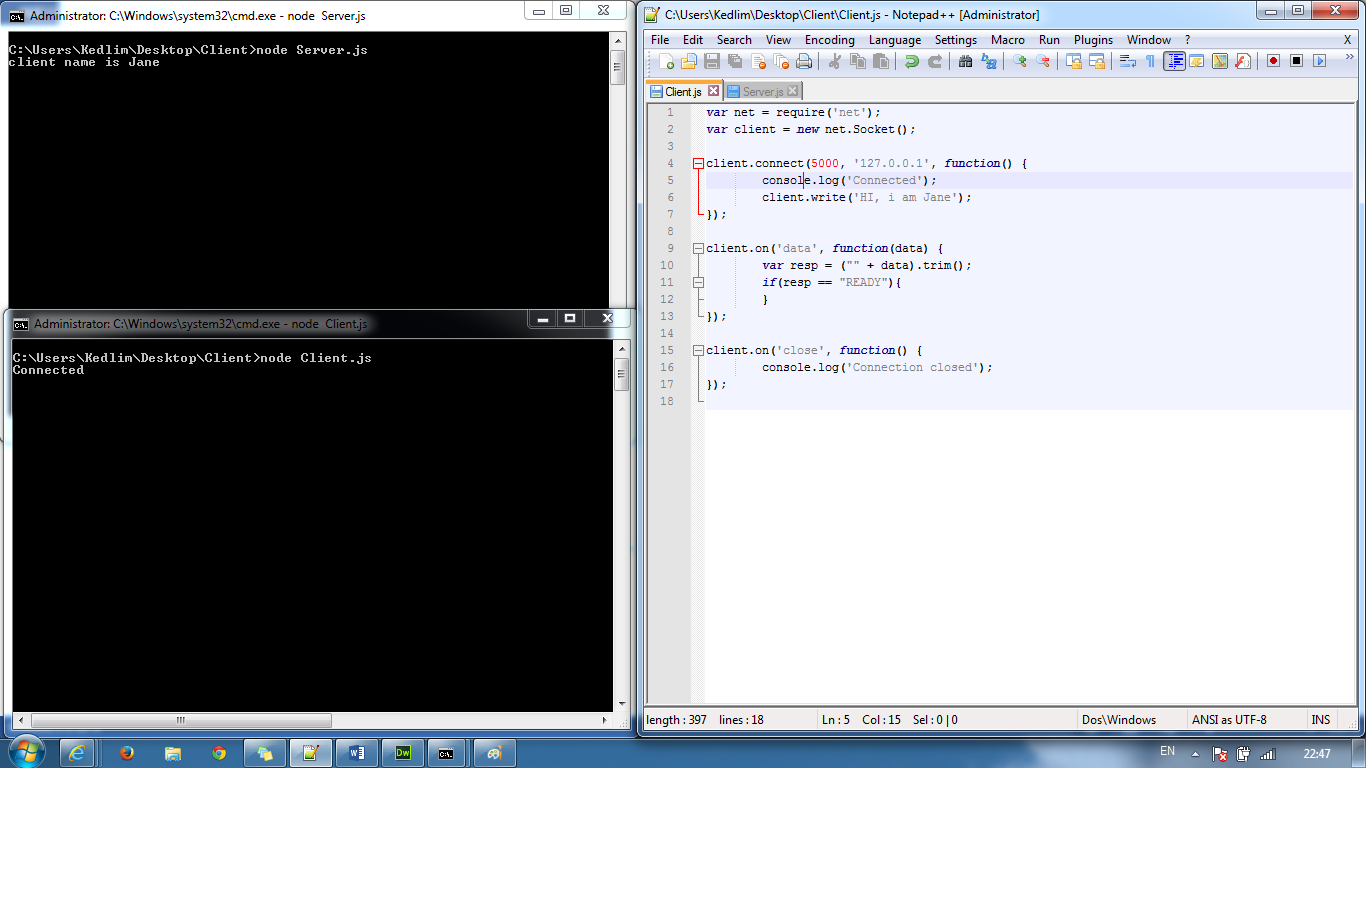 Administrator: C:\Windows\system32\cmd.exe - node  Server.js
C:\Users\Kedlim\Desktop\Client>node Server.js
client name is Jane
Administrator: C:\Windows\system32\cmd.exe - node  Client.js
C:\Users\Kedlim\Desktop\Client>node Client.js
Connected
C:\Users\Kedlim\Desktop\Client\Client.js - Notepad++ [Administrator]
File Edit Search View Encoding Language Settings Macro Run Plugins Window ? X
Client.js Server.js
1 var net = require('net');
2 var client = new net.Socket();
3
4 client.connect(5000, '127.0.0.1', function() {
5 console.log('Connected');
6 client.write('HI, i am Jane');
7 });
8
9 client.on('data', function(data) {
10 var resp = ("" + data).trim();
11 if(resp == "READY"){
12 }
13 });
14
15 client.on('close', function() {
16 console.log('Connection closed');
17 });
18
length : 397 lines : 18 Ln : 5 Col : 15 Sel : 0 | 0 Dos\Windows ANSI as UTF-8 INS
W Dw C:\. EN 22:47